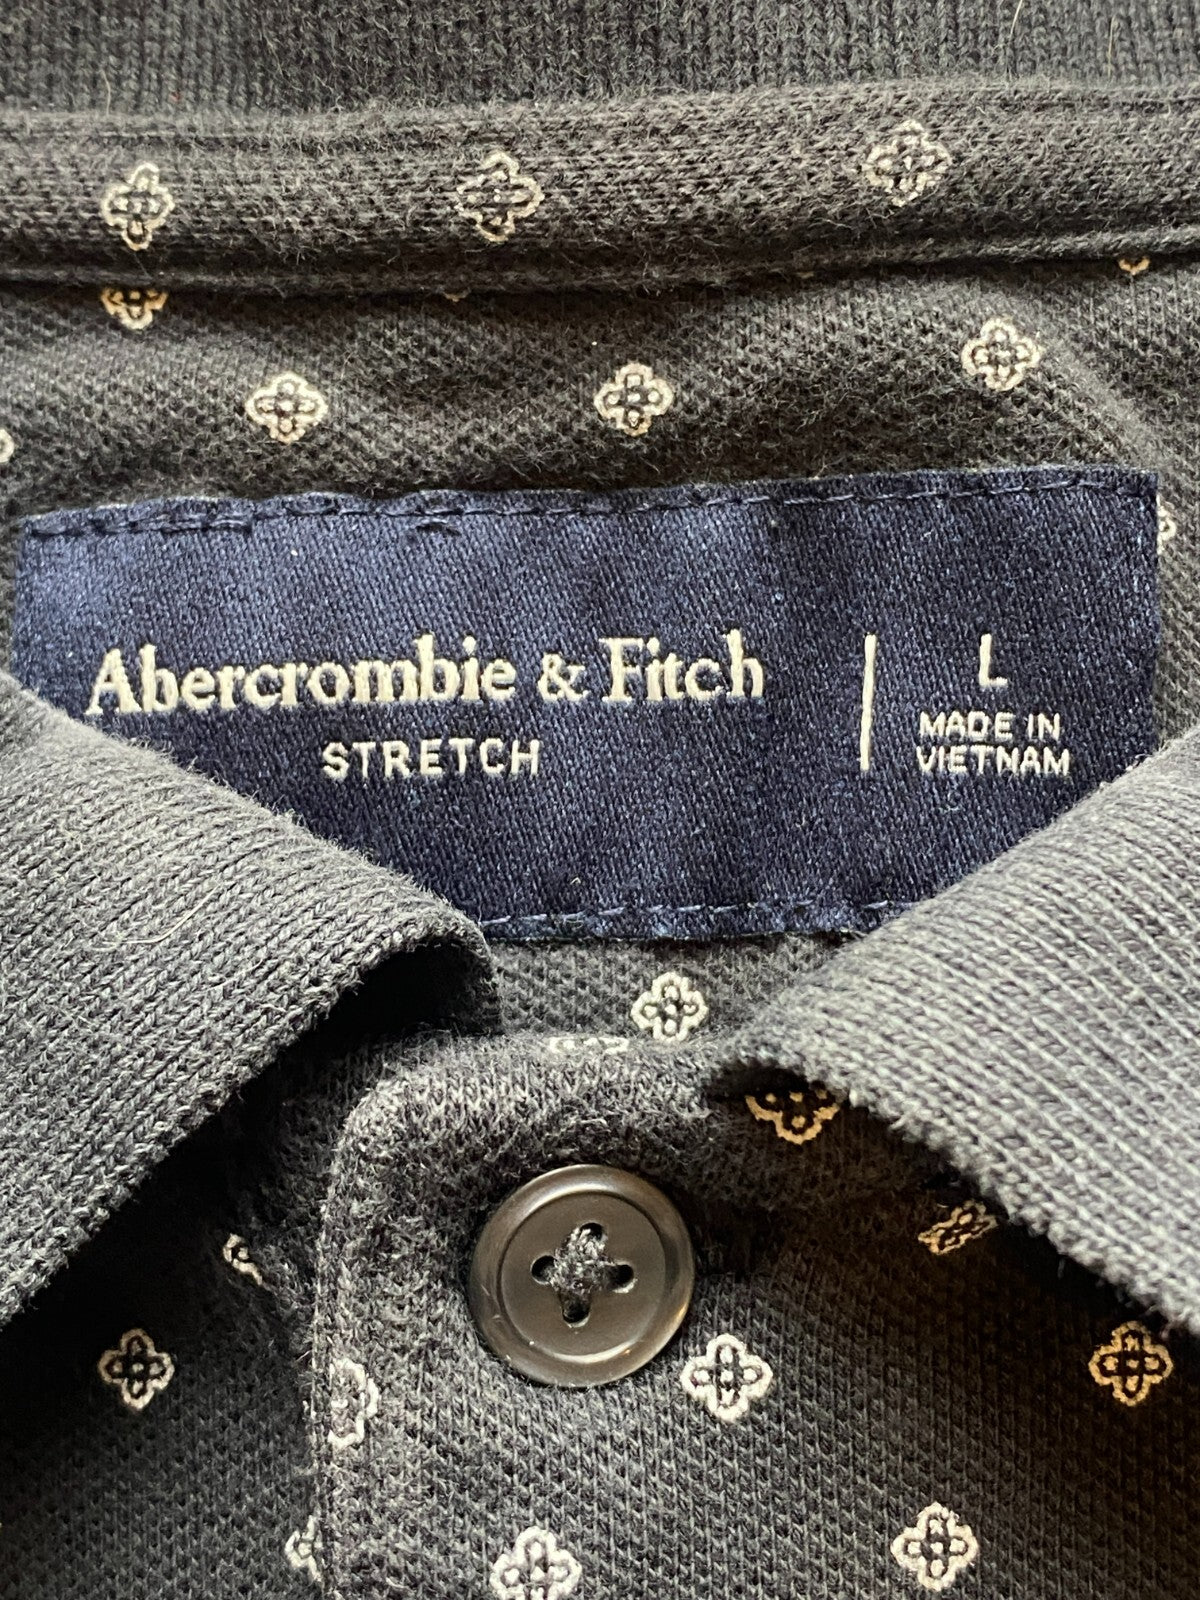 Abercrombie & Fitch
STRETCH
L
MADE IN
VIETNAM